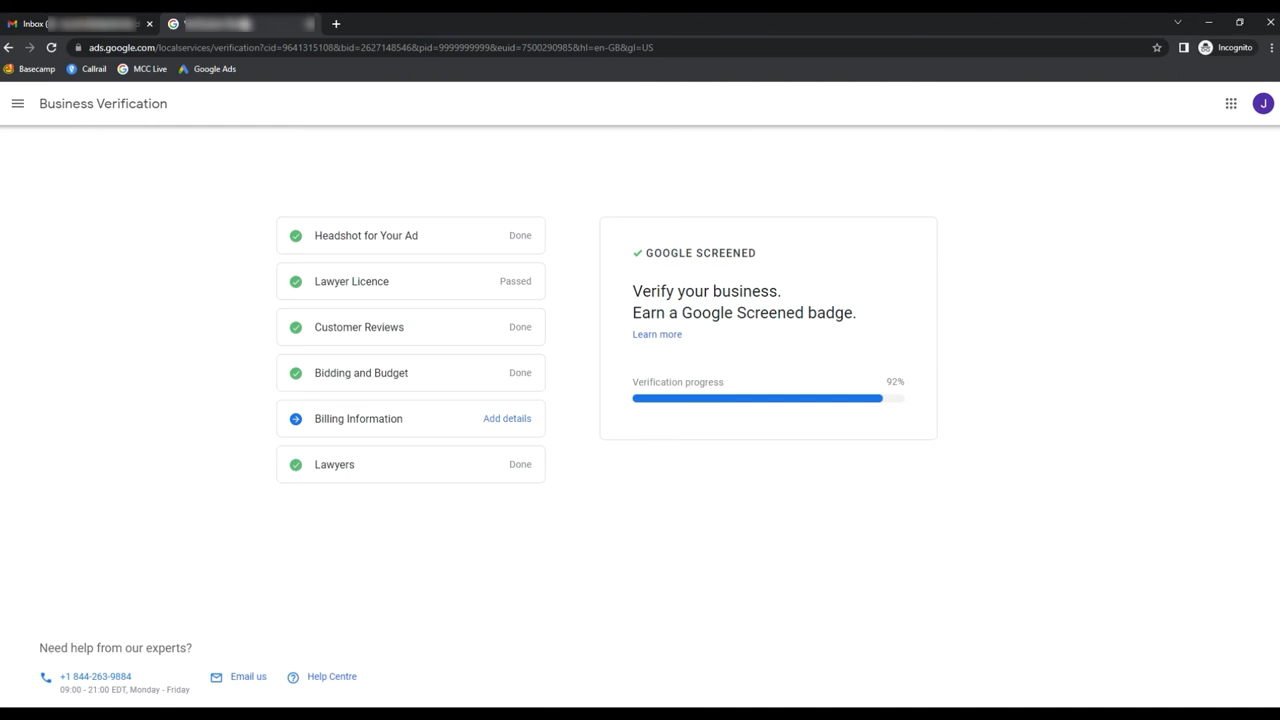 Inbox (
ads.google.com/localservices/verification?cid=9641315108&bid=2627148546&pid=9999999999&euid=7500290985&hl=en-GB&gl=US
Incognito
Basecamp
Callrail
MCC Live
Google Ads
Business Verification
J
Headshot for Your Ad
Done
Lawyer Licence
Passed
Customer Reviews
Done
Bidding and Budget
Done
Billing Information
Add details
Lawyers
Done
GOOGLE SCREENED
Verify your business.
Earn a Google Screened badge.
Learn more
Verification progress
92%
Need help from our experts?
+1 844-263-9884
09:00 - 21:00 EDT, Monday - Friday
Email us
Help Centre